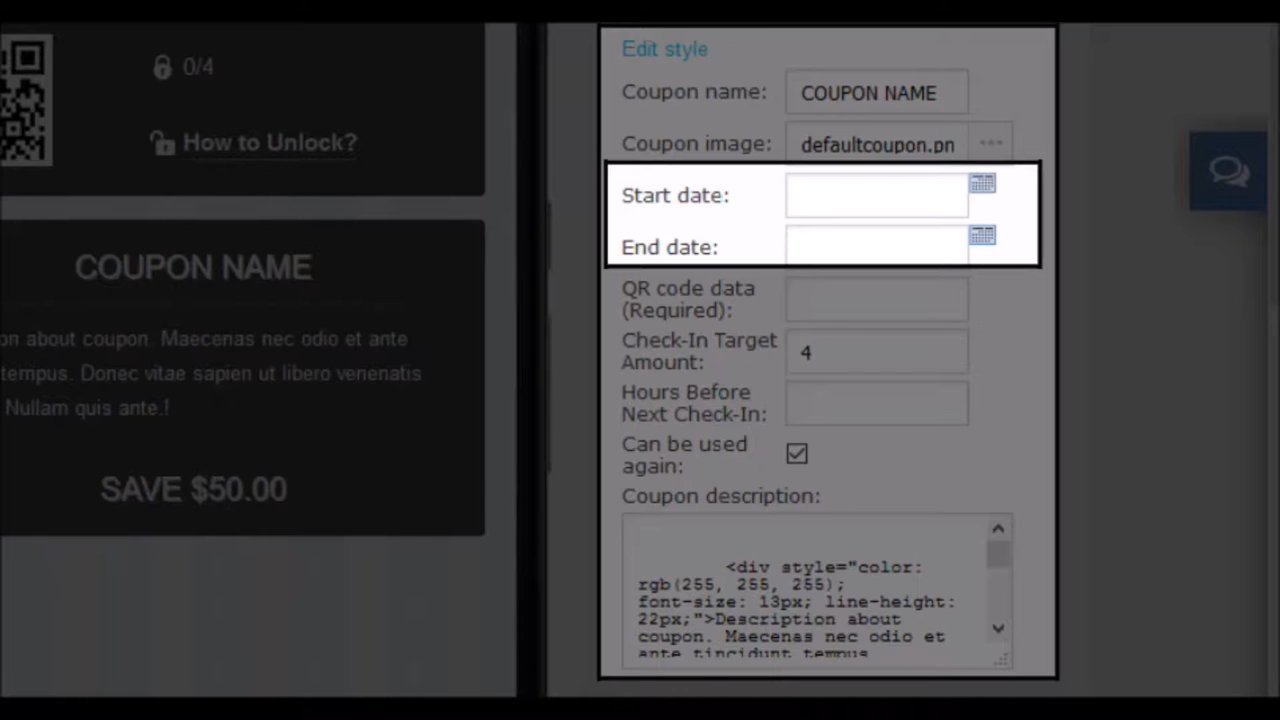 0/4
How to Unlock?
COUPON NAME
on about coupon. Maecenas nec odio et ante
tempus. Donec vitae sapien ut libero venenatis
Nullam quis ante.!
SAVE $50.00
Edit style
Coupon name: COUPON NAME
Coupon image: defaultcoupon.pn ...
Start date:
End date:
QR code data
(Required):
Check-In Target
Amount: 4
Hours Before
Next Check-In:
Can be used
again:
Coupon description:
<div style="color:
rgb(255, 255, 255);
font-size: 13px; line-height:
22px;">Description about
coupon. Maecenas nec odio et
ante tincidunt tempus